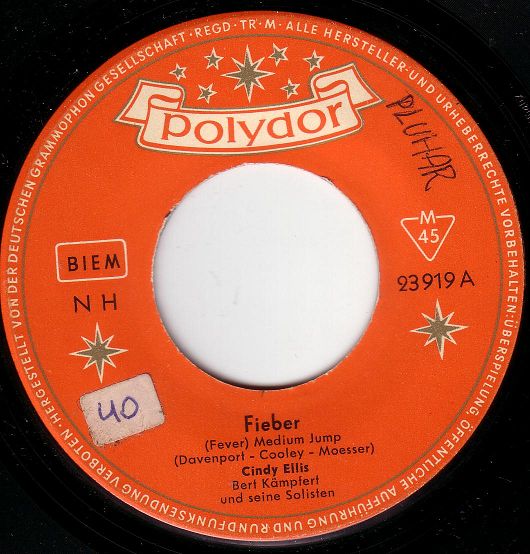 HERGESTELLT VON DER DEUTSCHEN GRAMMOPHON GESELLSCHAFT · REGD · TR · M · ALLE HERSTELLER- UND URHEBERRECHTE VORBEHALTEN: ÜBERSPIELUNG, ÖFFENTLICHE AUFFÜHRUNG UND RUNDFUNKSENDUNG VERBOTEN ·
polydor
PLUHAR
M
45
BIEM
NH
23919 A
40
Fieber
(Fever) Medium Jump
(Davenport - Cooley - Moesser)
Cindy Ellis
Bert Kämpfert
und seine Solisten